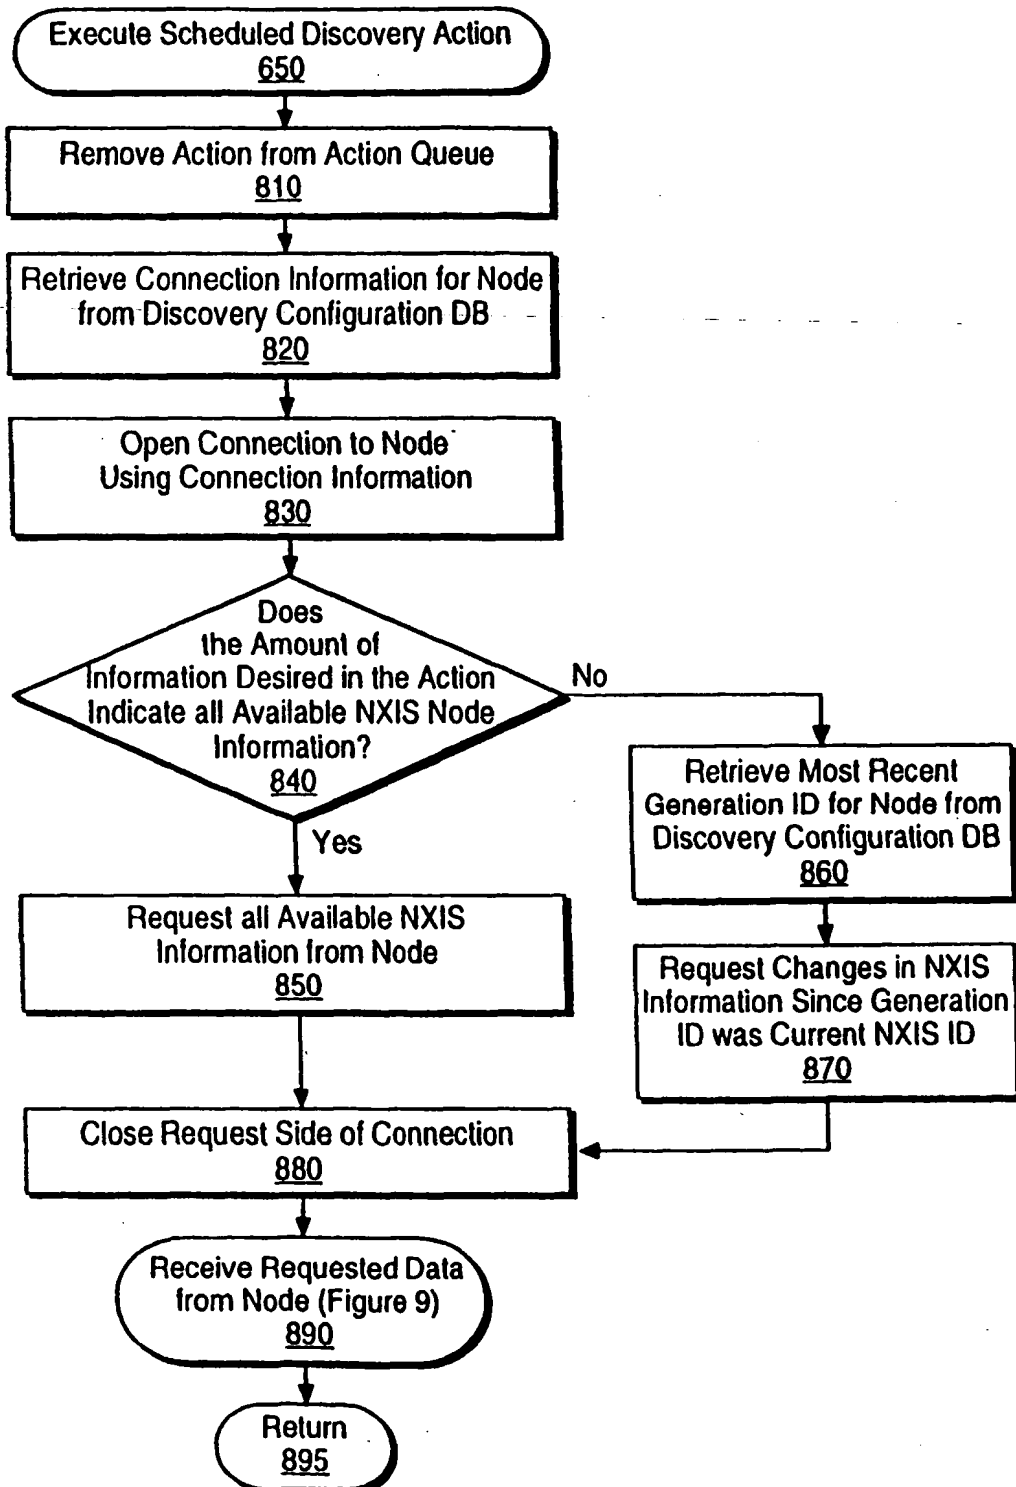 Execute Scheduled Discovery Action
650
Remove Action from Action Queue
810
Retrieve Connection Information for Node
from Discovery Configuration DB
820
Open Connection to Node
Using Connection Information
830
Does
the Amount of
Information Desired in the Action
Indicate all Available NXIS Node
Information?
840
No
Yes
Retrieve Most Recent
Generation ID for Node from
Discovery Configuration DB
860
Request all Available NXIS
Information from Node
850
Request Changes in NXIS
Information Since Generation
ID was Current NXIS ID
870
Close Request Side of Connection
880
Receive Requested Data
from Node (Figure 9)
890
Return
895